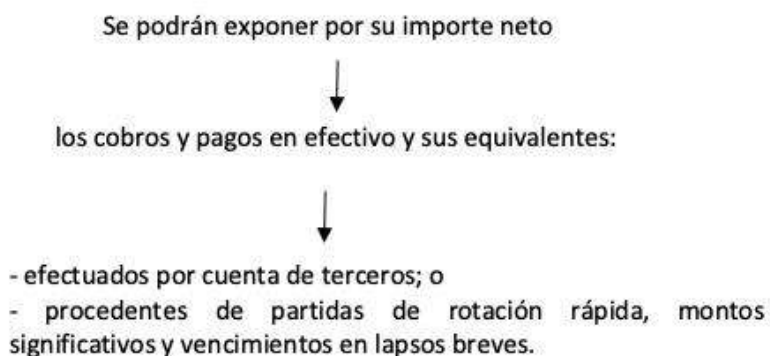 Se podrán exponer por su importe neto
los cobros y pagos en efectivo y sus equivalentes:
- efectuados por cuenta de terceros; o
- procedentes de partidas de rotación rápida, montos
significativos y vencimientos en lapsos breves.